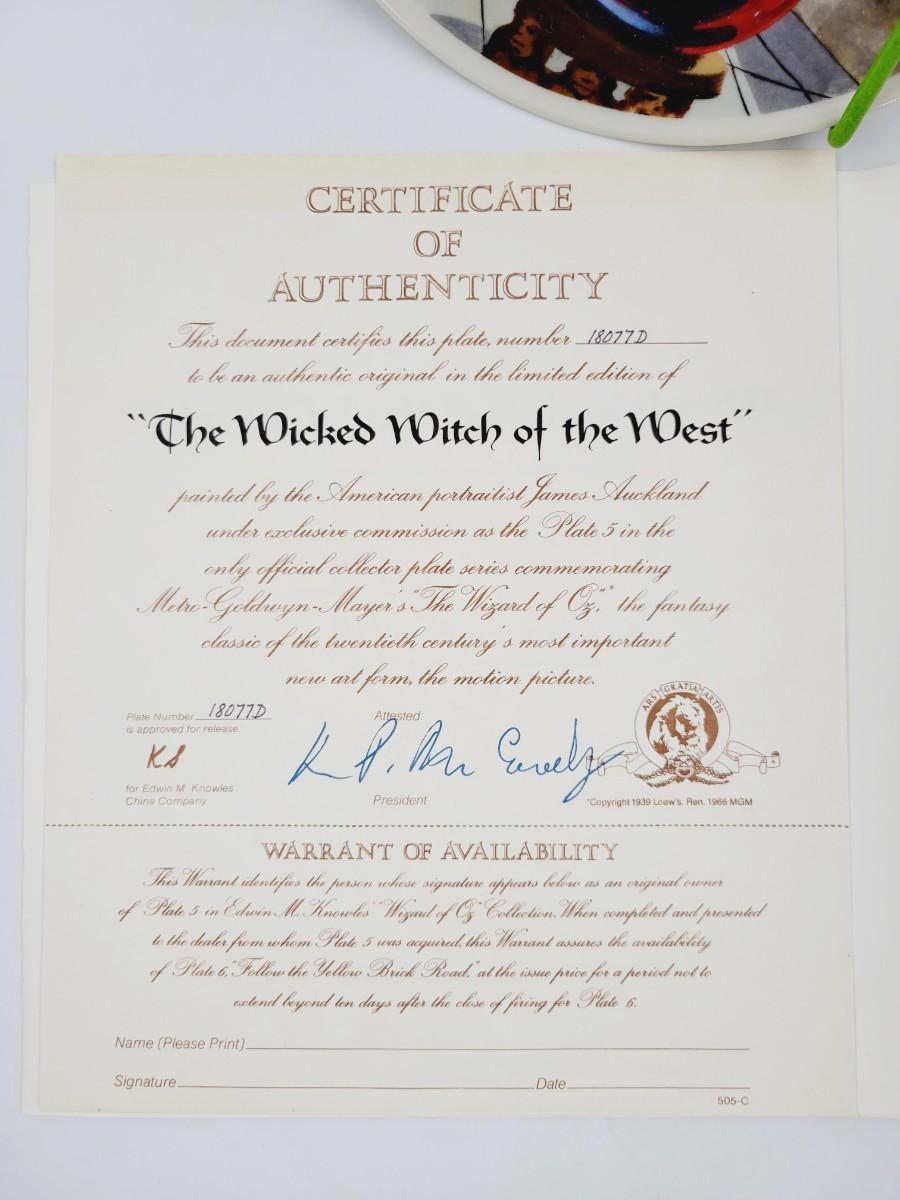 CERTIFICATE
OF
AUTHENTICITY
This document certifies this plate, number 18077D
to be an authentic original in the limited edition of
"The Wicked Witch of the West"
painted by the American portraitist James Auckland
under exclusive commission as the Plate 5 in the
only official collector plate series commemorating
Metro-Goldwyn-Mayer's "The Wizard of Oz,"* the fantasy
classic of the twentieth century's most important
new art form, the motion picture.
Plate Number 18077D
is approved for release.
KS
for Edwin M. Knowles
China Company
Attested:
President
ARS GRATIA ARTIS
*Copyright 1939 Loew's, Ren. 1966 MGM
WARRANT OF AVAILABILITY
This Warrant identifies the person whose signature appears below as an original owner
of Plate 5 in Edwin M. Knowles' "Wizard of Oz" Collection. When completed and presented
to the dealer from whom Plate 5 was acquired, this Warrant assures the availability
of Plate 6, "Follow the Yellow Brick Road," at the issue price for a period not to
extend beyond ten days after the close of firing for Plate 6.
Name (Please Print)
Signature Date
505-C